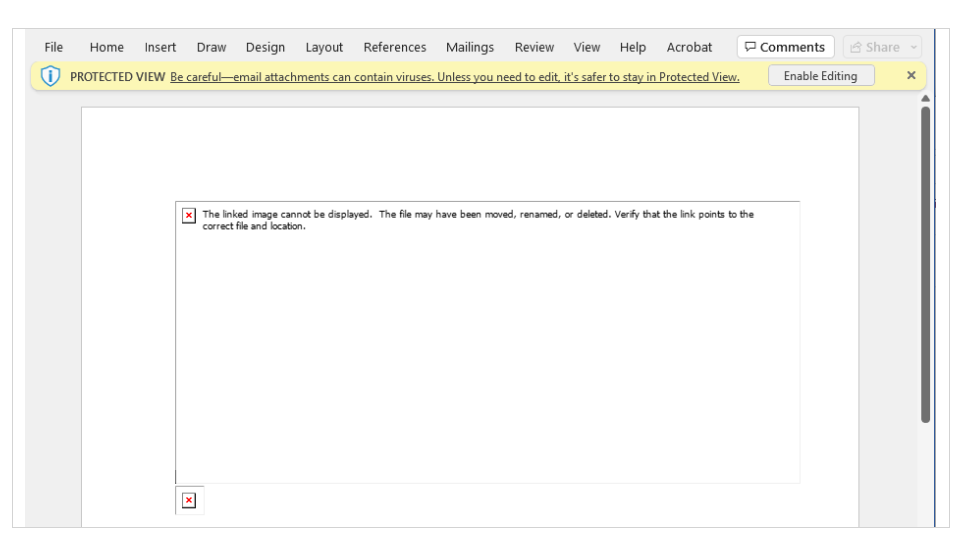 File Home Insert Draw Design Layout References Mailings Review View Help Acrobat Comments Share
PROTECTED VIEW Be careful—email attachments can contain viruses. Unless you need to edit, it's safer to stay in Protected View. Enable Editing
The linked image cannot be displayed. The file may have been moved, renamed, or deleted. Verify that the link points to the
correct file and location.